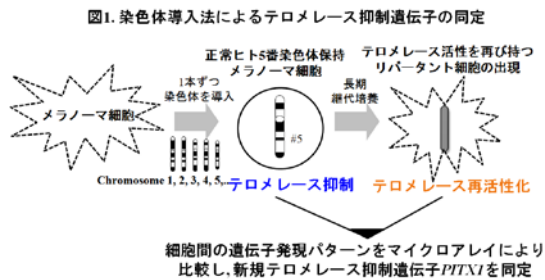 図1. 染色体導入法によるテロメレース抑制遺伝子の同定
正常ヒト5番染色体保持
メラノーマ細胞
テロメレース活性を再び持つ
リバータント細胞の出現
1本ずつ
染色体を導入
長期
継代培養
メラノーマ細胞
#5
Chromosome 1, 2, 3, 4, 5,...
テロメレース抑制
テロメレース再活性化
細胞間の遺伝子発現パターンをマイクロアレイにより
比較し, 新規テロメレース抑制遺伝子PITX1を同定